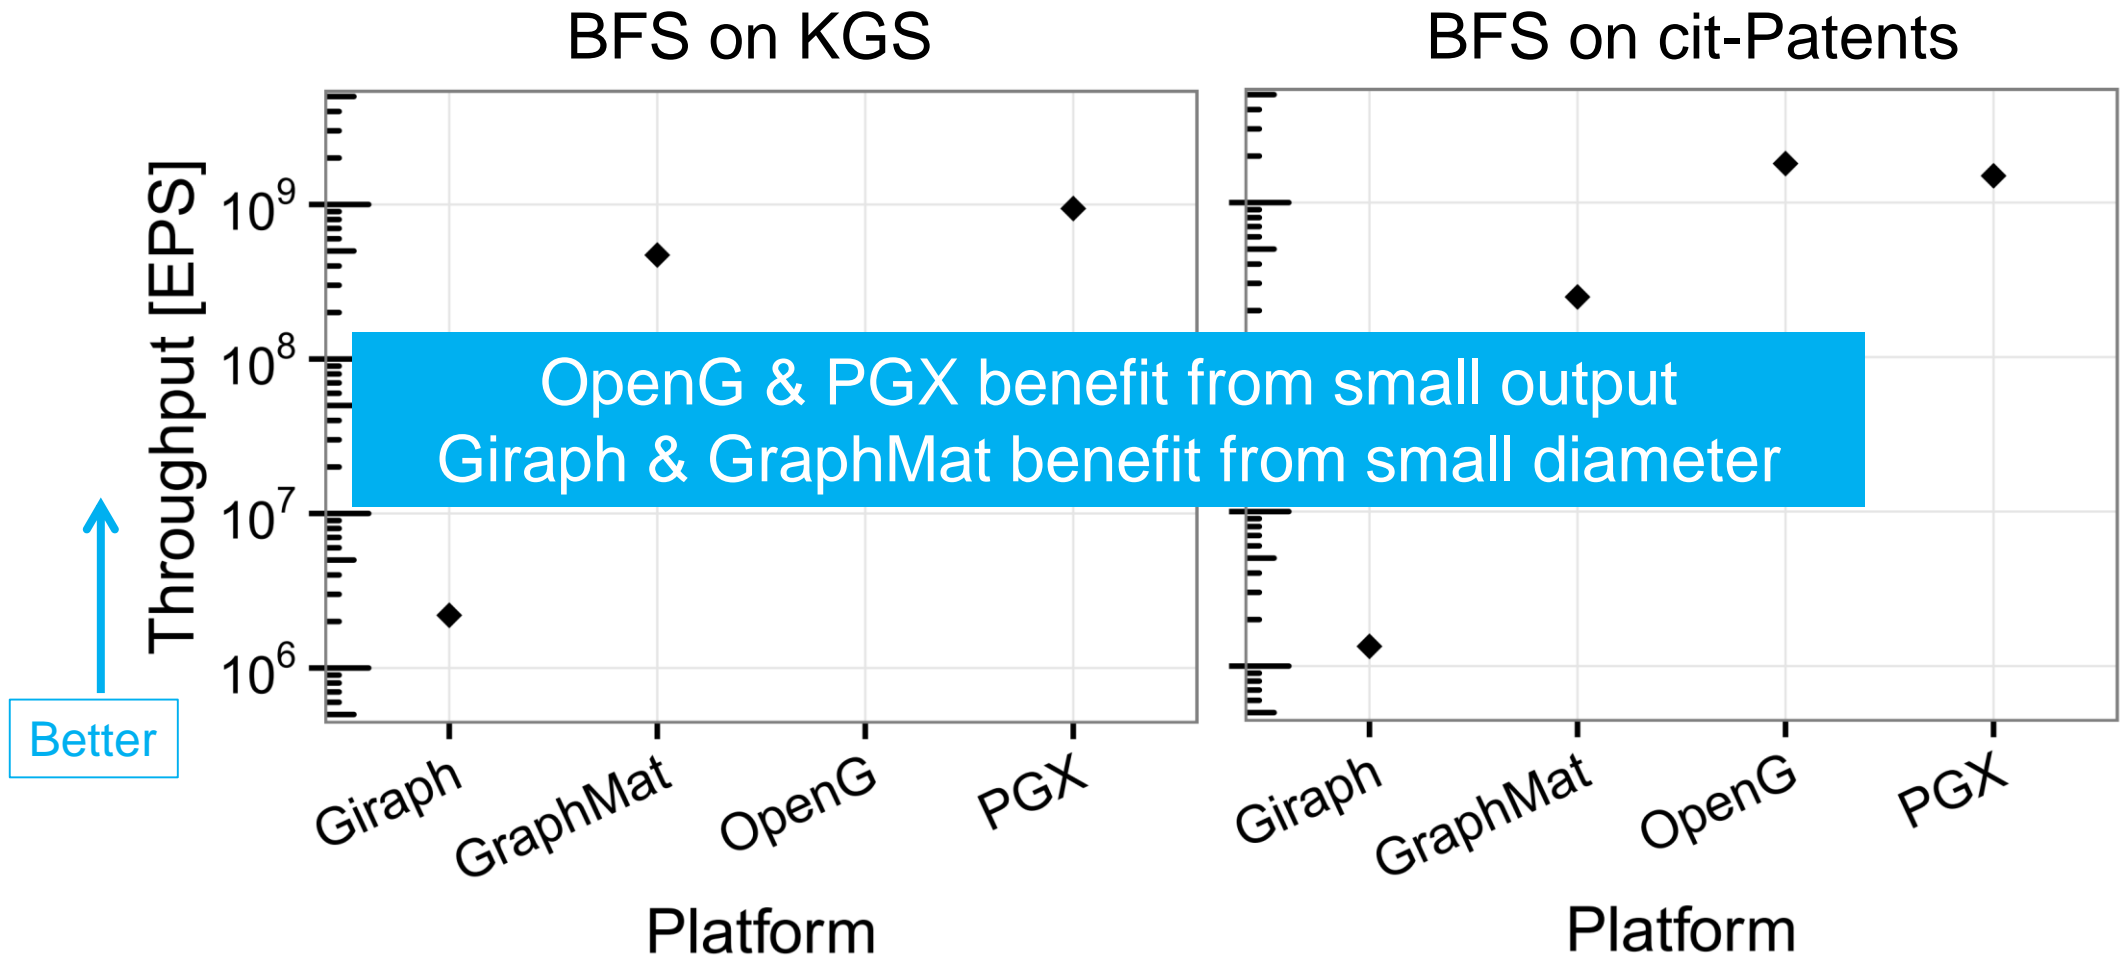 BFS on KGS
BFS on cit-Patents
Throughput [EPS]
10^9
10^8
10^7
10^6
Better
OpenG & PGX benefit from small output
Giraph & GraphMat benefit from small diameter
Giraph
GraphMat
OpenG
PGX
Platform
Giraph
GraphMat
OpenG
PGX
Platform